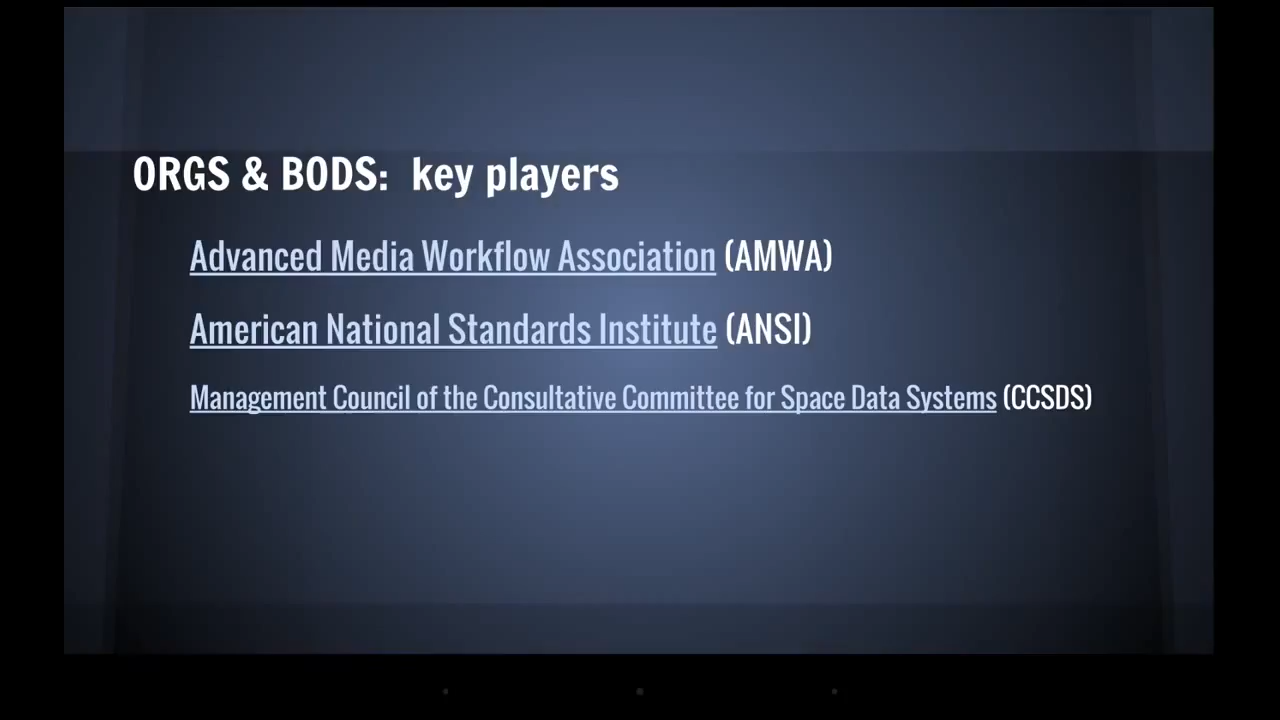 ORGS & BODS: key players
Advanced Media Workflow Association (AMWA)
American National Standards Institute (ANSI)
Management Council of the Consultative Committee for Space Data Systems (CCSDS)